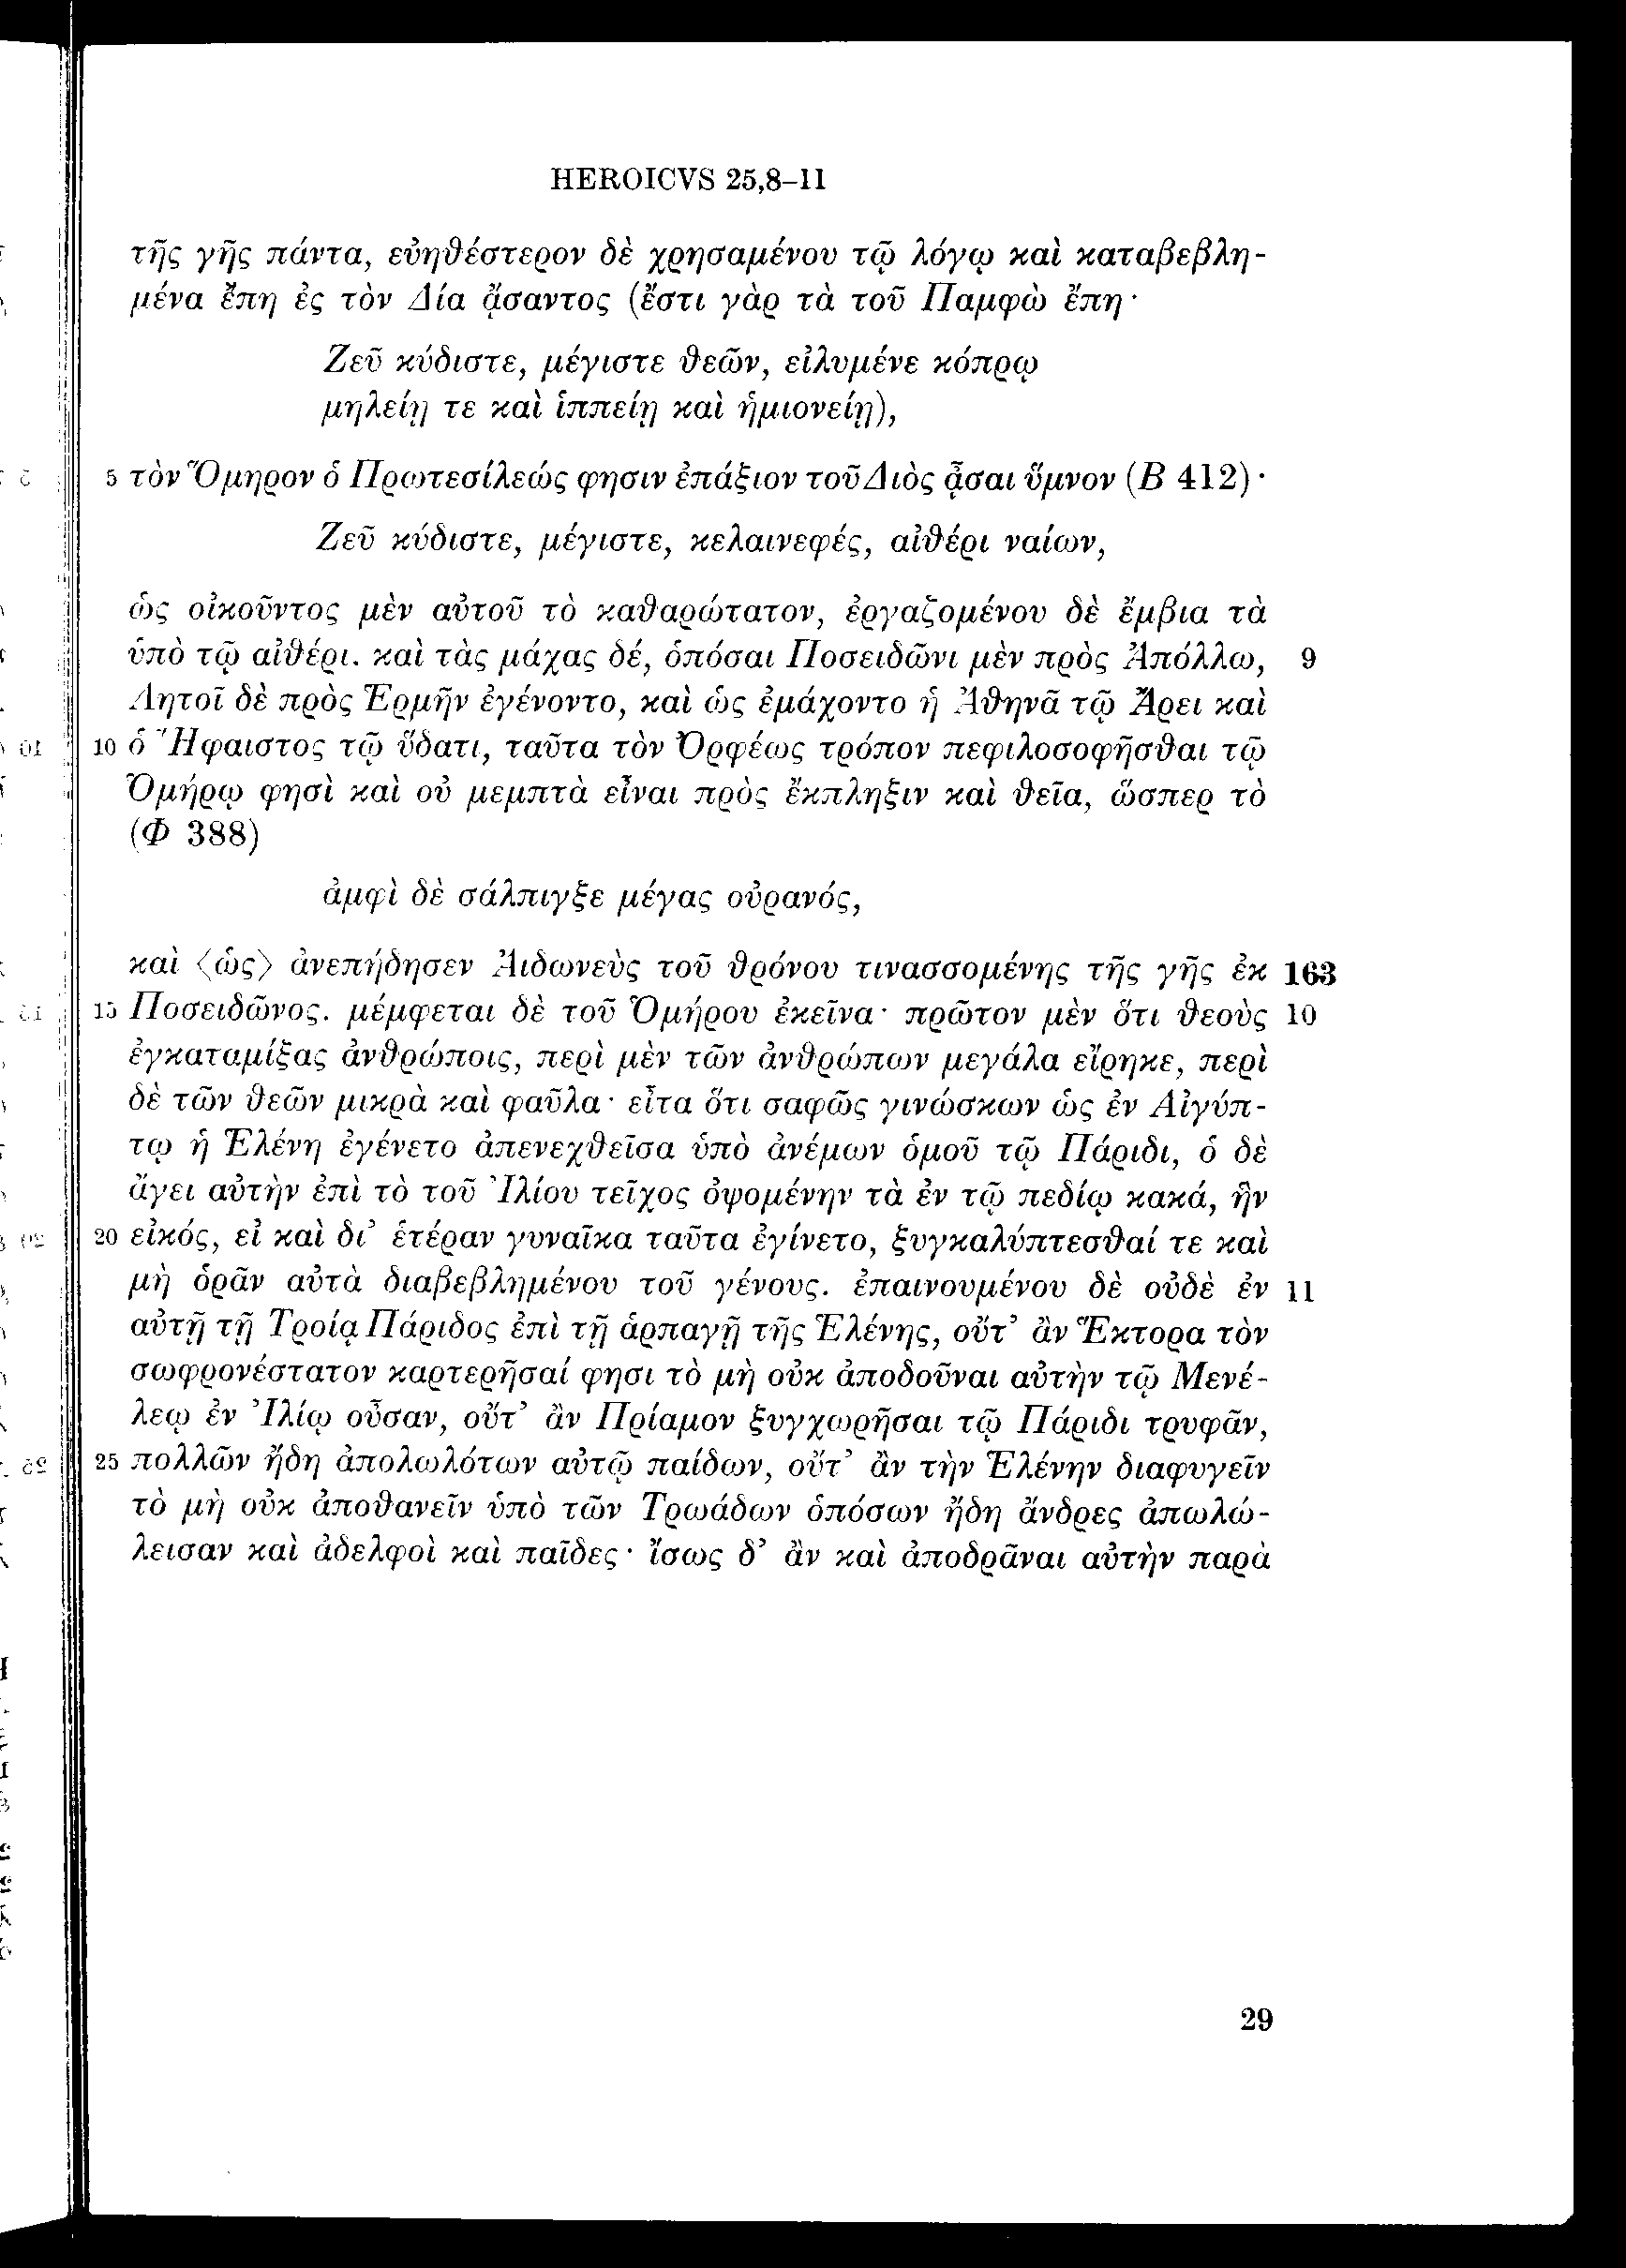 HEROICVS 25,8–11
τῆς γῆς πάντα, εὐηθέστερον δὲ χρησαμένου τῷ λόγῳ καὶ καταβεβλη-
μένα ἔπη ἐς τὸν Δία ᾄσαντος (ἔστι γὰρ τὰ τοῦ Παμφὼ ἔπη·
Ζεῦ κύδιστε, μέγιστε θεῶν, εἰλυμένε κόπρῳ
μηλείῃ τε καὶ ἱππείῃ καὶ ἡμιονείῃ),
5 τὸν Ὅμηρον ὁ Πρωτεσίλεώς φησιν ἐπάξιον τοῦ Διὸς ᾆσαι ὕμνον (Β 412)·
Ζεῦ κύδιστε, μέγιστε, κελαινεφές, αἰθέρι ναίων,
ὡς οἰκοῦντος μὲν αὐτοῦ τὸ καθαρώτατον, ἐργαζομένου δὲ ἔμβια τὰ
ὑπὸ τῷ αἰθέρι. καὶ τὰς μάχας δέ, ὁπόσαι Ποσειδῶνι μὲν πρὸς Ἀπόλλω, 9
Λητοῖ δὲ πρὸς Ἑρμῆν ἐγένοντο, καὶ ὡς ἐμάχοντο ἡ Ἀθηνᾶ τῷ Ἄρει καὶ
10 ὁ Ἥφαιστος τῷ ὕδατι, ταῦτα τὸν Ὀρφέως τρόπον πεφιλοσοφῆσθαι τῷ
Ὁμήρῳ φησὶ καὶ οὐ μεμπτὰ εἶναι πρὸς ἔκπληξιν καὶ θεῖα, ὥσπερ τὸ
(Φ 388)
ἀμφὶ δὲ σάλπιγξε μέγας οὐρανός,
καὶ ⟨ὡς⟩ ἀνεπήδησεν Ἀιδωνεὺς τοῦ θρόνου τινασσομένης τῆς γῆς ἐκ 163
15 Ποσειδῶνος. μέμφεται δὲ τοῦ Ὁμήρου ἐκεῖνα· πρῶτον μὲν ὅτι θεοὺς 10
ἐγκαταμίξας ἀνθρώποις, περὶ μὲν τῶν ἀνθρώπων μεγάλα εἴρηκε, περὶ
δὲ τῶν θεῶν μικρὰ καὶ φαῦλα· εἶτα ὅτι σαφῶς γινώσκων ὡς ἐν Αἰγύπ-
τῳ ἡ Ἑλένη ἐγένετο ἀπενεχθεῖσα ὑπὸ ἀνέμων ὁμοῦ τῷ Πάριδι, ὁ δὲ
ἄγει αὐτὴν ἐπὶ τὸ τοῦ Ἰλίου τεῖχος ὀψομένην τὰ ἐν τῷ πεδίῳ κακά, ἣν
20 εἰκός, εἰ καὶ δι’ ἑτέραν γυναῖκα ταῦτα ἐγίνετο, ξυγκαλύπτεσθαί τε καὶ
μὴ ὁρᾶν αὐτὰ διαβεβλημένου τοῦ γένους. ἐπαινουμένου δὲ οὐδὲ ἐν 11
αὐτῇ τῇ Τροίᾳ Πάριδος ἐπὶ τῇ ἁρπαγῇ τῆς Ἑλένης, οὔτ’ ἂν Ἕκτορα τὸν
σωφρονέστατον καρτερῆσαί φησι τὸ μὴ οὐκ ἀποδοῦναι αὐτὴν τῷ Μενέ-
λεῳ ἐν Ἰλίῳ οὖσαν, οὔτ’ ἂν Πρίαμον ξυγχωρῆσαι τῷ Πάριδι τρυφᾶν,
25 πολλῶν ἤδη ἀπολωλότων αὐτῷ παίδων, οὔτ’ ἂν τὴν Ἑλένην διαφυγεῖν
τὸ μὴ οὐκ ἀποθανεῖν ὑπὸ τῶν Τρωάδων ὁπόσων ἤδη ἄνδρες ἀπωλώ-
λεισαν καὶ ἀδελφοὶ καὶ παῖδες· ἴσως δ’ ἂν καὶ ἀποδρᾶναι αὐτὴν παρὰ
29